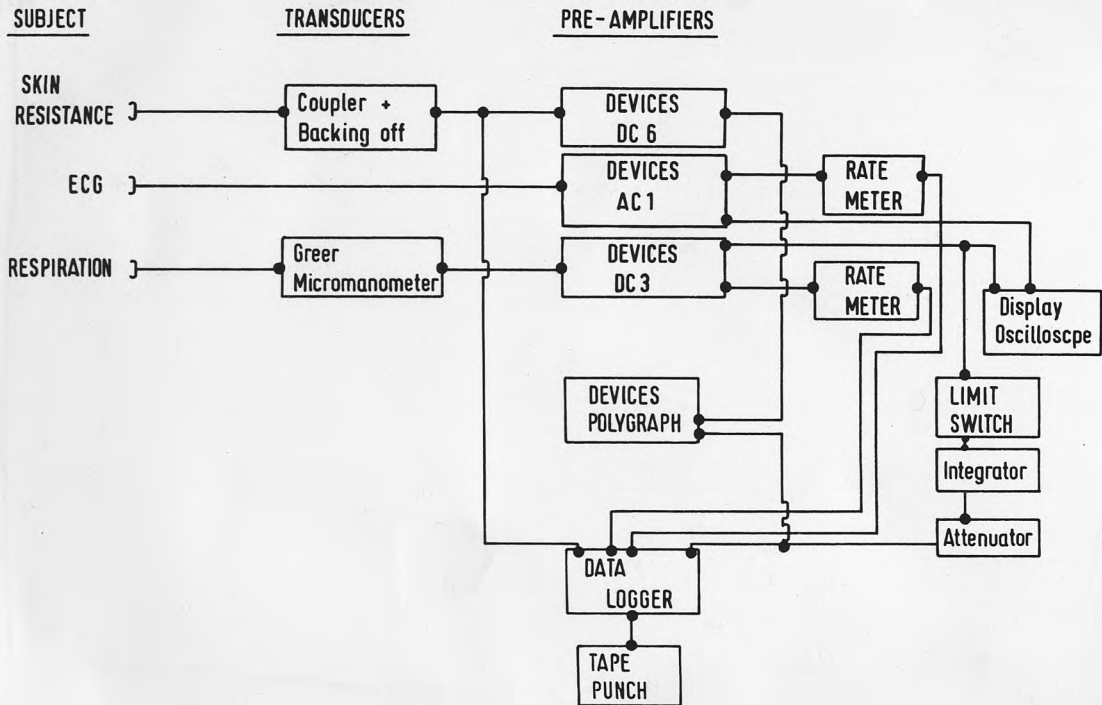 SUBJECT
TRANSDUCERS
PRE-AMPLIFIERS
SKIN
RESISTANCE
Coupler +
Backing off
DEVICES
DC 6
ECG
DEVICES
AC 1
RATE
METER
RESPIRATION
Greer
Micromanometer
DEVICES
DC 3
RATE
METER
Display
Oscilloscpe
DEVICES
POLYGRAPH
LIMIT
SWITCH
Integrator
Attenuator
DATA
LOGGER
TAPE
PUNCH